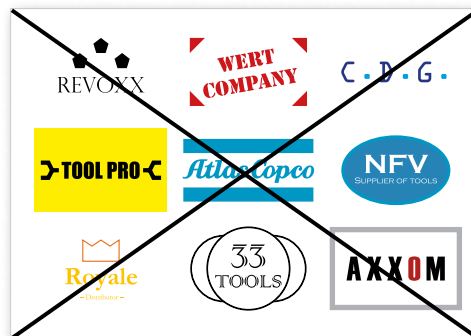 REVOXX
WERT
COMPANY
C.D.G.
TOOL PRO
Atlas Copco
NFV
SUPPLIER OF TOOLS
Royale
Distributor
33
TOOLS
AXXOM